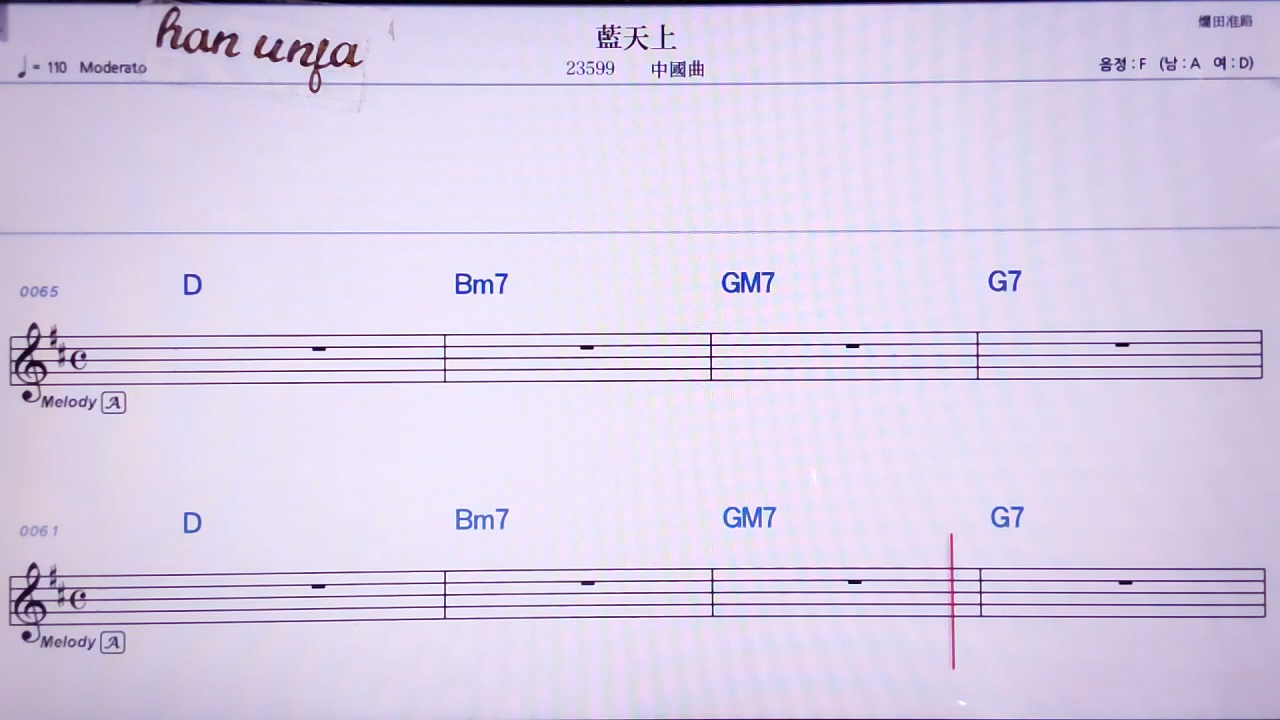 han unfa
藍天上
♩= 110 Moderato
23599 中國曲
음정 : F (남 : A 여 : D)
0065
D Bm7 GM7 G7
Melody A
0061
D Bm7 GM7 G7
Melody A